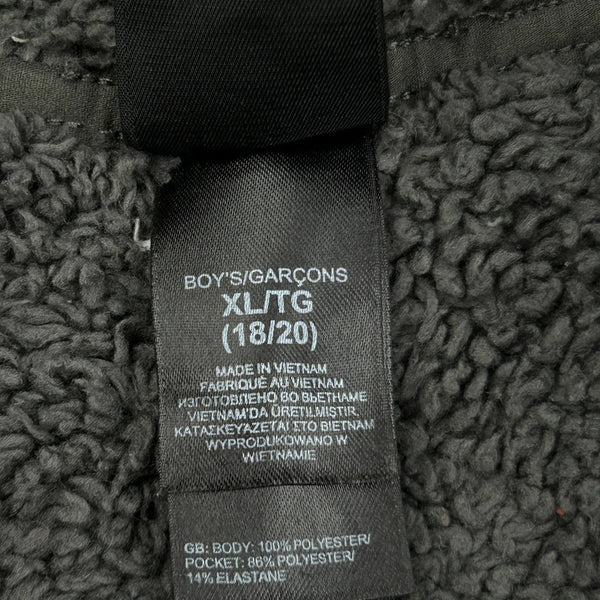 BOY'S/GARÇONS
XL/TG
(18/20)
MADE IN VIETNAM
FABRIQUÉ AU VIETNAM
ИЗГОТОВЛЕНО ВО ВЬЕТНАМЕ
VIETNAM'DA ÜRETILMIŞTIR.
ΚΑΤΑΣΚΕΥΑΖΕΤΑΙ ΣΤΟ ΒΙΕΤΝΑΜ
WYPRODUKOWANO W
WIETNAMIE
GB: BODY: 100% POLYESTER/
POCKET: 86% POLYESTER/
14% ELASTANE